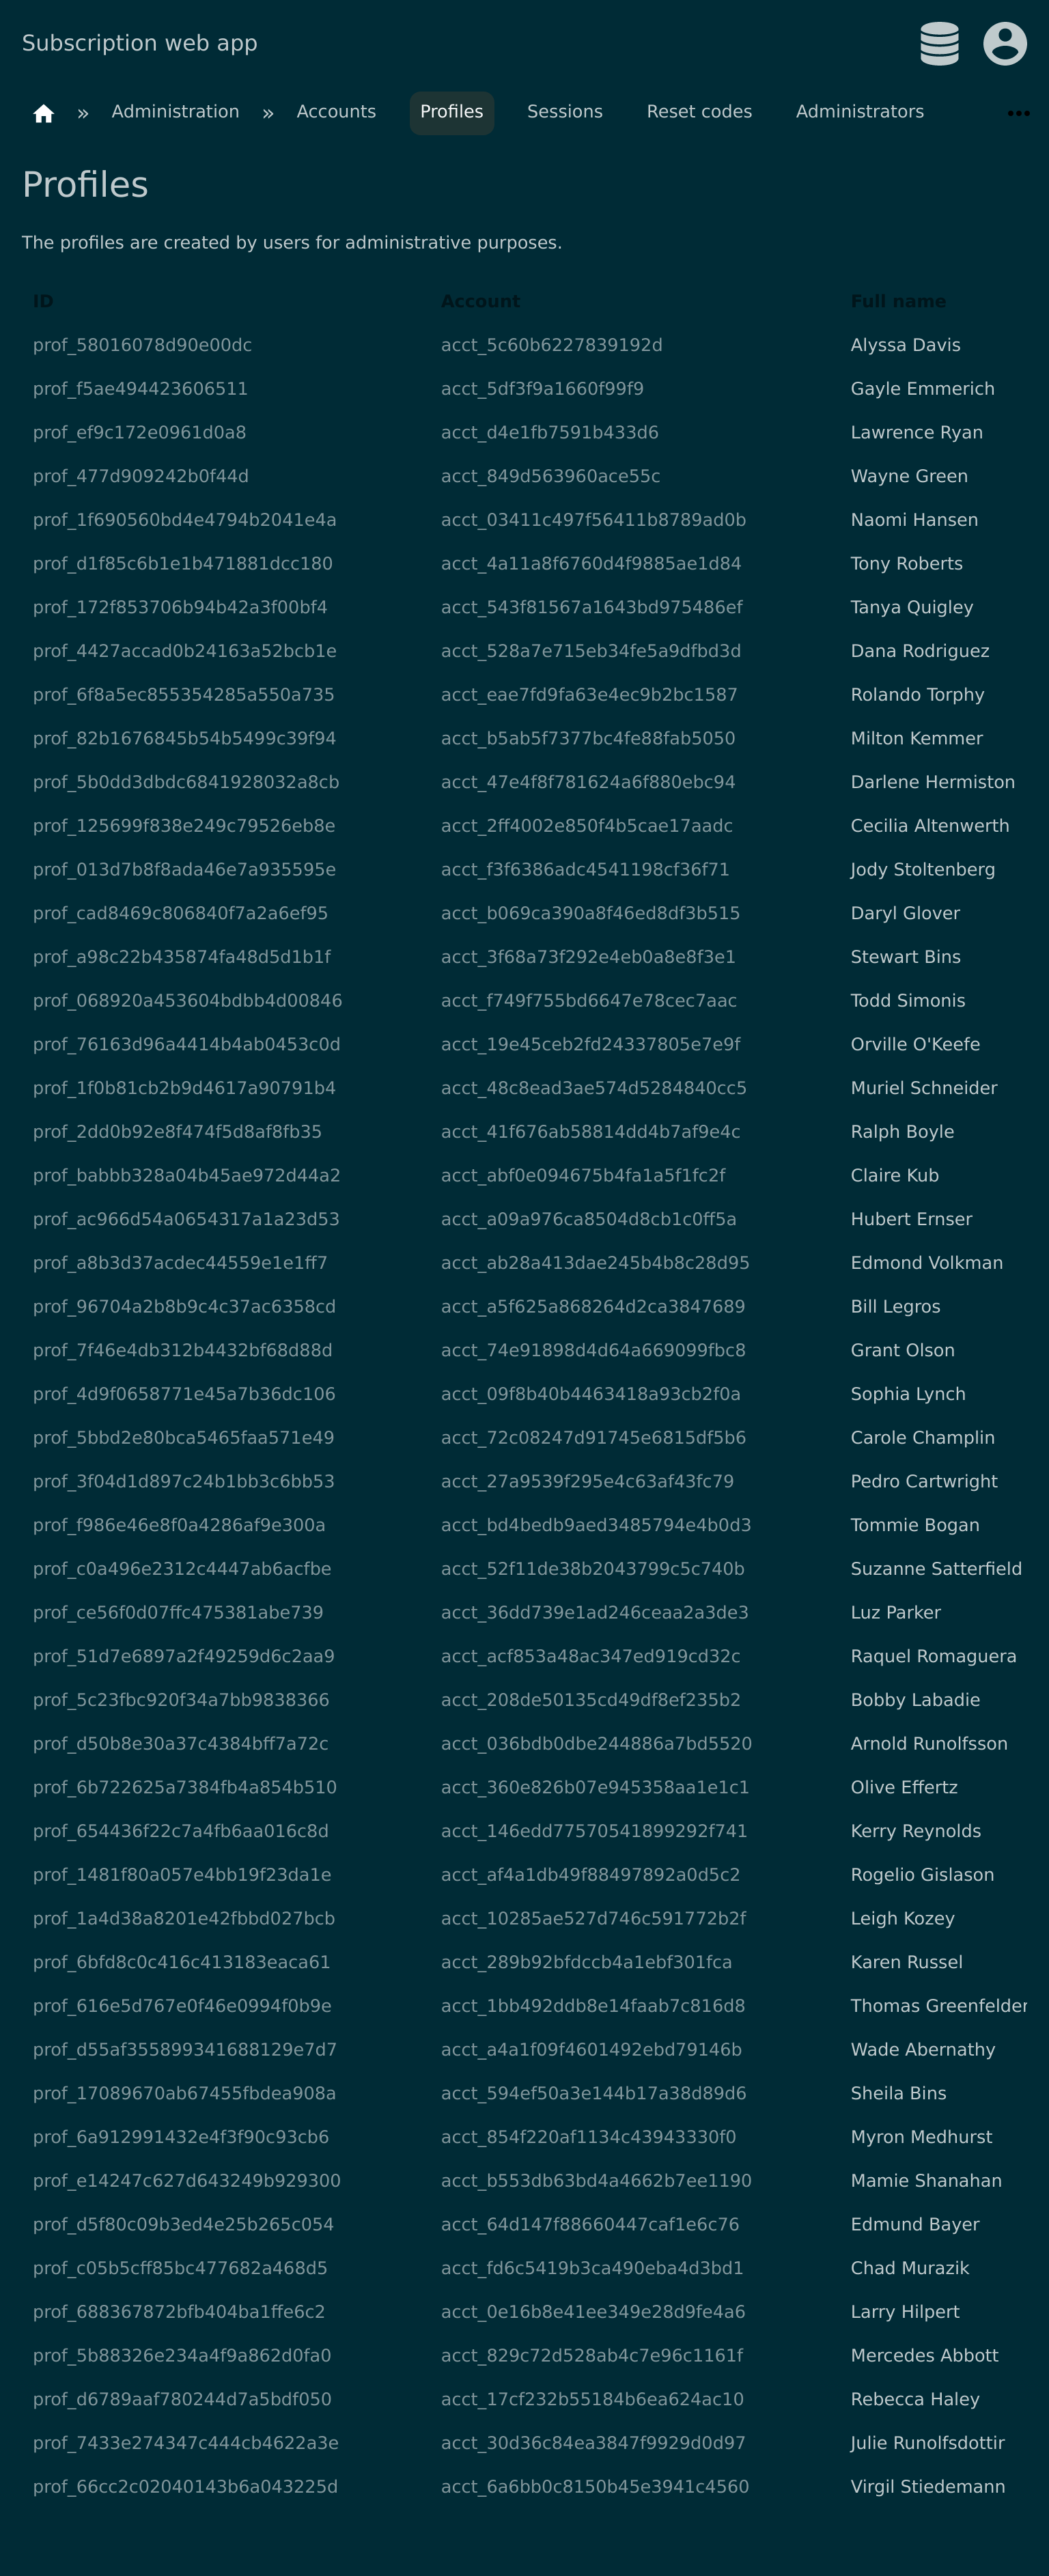 Subscription web app
» Administration » Accounts Profiles Sessions Reset codes Administrators
Profiles
The profiles are created by users for administrative purposes.
ID Account Full name
prof_58016078d90e00dc acct_5c60b6227839192d Alyssa Davis
prof_f5ae494423606511 acct_5df3f9a1660f99f9 Gayle Emmerich
prof_ef9c172e0961d0a8 acct_d4e1fb7591b433d6 Lawrence Ryan
prof_477d909242b0f44d acct_849d563960ace55c Wayne Green
prof_1f690560bd4e4794b2041e4a acct_03411c497f56411b8789ad0b Naomi Hansen
prof_d1f85c6b1e1b471881dcc180 acct_4a11a8f6760d4f9885ae1d84 Tony Roberts
prof_172f853706b94b42a3f00bf4 acct_543f81567a1643bd975486ef Tanya Quigley
prof_4427accad0b24163a52bcb1e acct_528a7e715eb34fe5a9dfbd3d Dana Rodriguez
prof_6f8a5ec855354285a550a735 acct_eae7fd9fa63e4ec9b2bc1587 Rolando Torphy
prof_82b1676845b54b5499c39f94 acct_b5ab5f7377bc4fe88fab5050 Milton Kemmer
prof_5b0dd3dbdc6841928032a8cb acct_47e4f8f781624a6f880ebc94 Darlene Hermiston
prof_125699f838e249c79526eb8e acct_2ff4002e850f4b5cae17aadc Cecilia Altenwerth
prof_013d7b8f8ada46e7a935595e acct_f3f6386adc4541198cf36f71 Jody Stoltenberg
prof_cad8469c806840f7a2a6ef95 acct_b069ca390a8f46ed8df3b515 Daryl Glover
prof_a98c22b435874fa48d5d1b1f acct_3f68a73f292e4eb0a8e8f3e1 Stewart Bins
prof_068920a453604bdbb4d00846 acct_f749f755bd6647e78cec7aac Todd Simonis
prof_76163d96a4414b4ab0453c0d acct_19e45ceb2fd24337805e7e9f Orville O'Keefe
prof_1f0b81cb2b9d4617a90791b4 acct_48c8ead3ae574d5284840cc5 Muriel Schneider
prof_2dd0b92e8f474f5d8af8fb35 acct_41f676ab58814dd4b7af9e4c Ralph Boyle
prof_babbb328a04b45ae972d44a2 acct_abf0e094675b4fa1a5f1fc2f Claire Kub
prof_ac966d54a0654317a1a23d53 acct_a09a976ca8504d8cb1c0ff5a Hubert Ernser
prof_a8b3d37acdec44559e1e1ff7 acct_ab28a413dae245b4b8c28d95 Edmond Volkman
prof_96704a2b8b9c4c37ac6358cd acct_a5f625a868264d2ca3847689 Bill Legros
prof_7f46e4db312b4432bf68d88d acct_74e91898d4d64a669099fbc8 Grant Olson
prof_4d9f0658771e45a7b36dc106 acct_09f8b40b4463418a93cb2f0a Sophia Lynch
prof_5bbd2e80bca5465faa571e49 acct_72c08247d91745e6815df5b6 Carole Champlin
prof_3f04d1d897c24b1bb3c6bb53 acct_27a9539f295e4c63af43fc79 Pedro Cartwright
prof_f986e46e8f0a4286af9e300a acct_bd4bedb9aed3485794e4b0d3 Tommie Bogan
prof_c0a496e2312c4447ab6acfbe acct_52f11de38b2043799c5c740b Suzanne Satterfield
prof_ce56f0d07ffc475381abe739 acct_36dd739e1ad246ceaa2a3de3 Luz Parker
prof_51d7e6897a2f49259d6c2aa9 acct_acf853a48ac347ed919cd32c Raquel Romaguera
prof_5c23fbc920f34a7bb9838366 acct_208de50135cd49df8ef235b2 Bobby Labadie
prof_d50b8e30a37c4384bff7a72c acct_036bdb0dbe244886a7bd5520 Arnold Runolfsson
prof_6b722625a7384fb4a854b510 acct_360e826b07e945358aa1e1c1 Olive Effertz
prof_654436f22c7a4fb6aa016c8d acct_146edd77570541899292f741 Kerry Reynolds
prof_1481f80a057e4bb19f23da1e acct_af4a1db49f88497892a0d5c2 Rogelio Gislason
prof_1a4d38a8201e42fbbd027bcb acct_10285ae527d746c591772b2f Leigh Kozey
prof_6bfd8c0c416c413183eaca61 acct_289b92bfdccb4a1ebf301fca Karen Russel
prof_616e5d767e0f46e0994f0b9e acct_1bb492ddb8e14faab7c816d8 Thomas Greenfelder
prof_d55af355899341688129e7d7 acct_a4a1f09f4601492ebd79146b Wade Abernathy
prof_17089670ab67455fbdea908a acct_594ef50a3e144b17a38d89d6 Sheila Bins
prof_6a912991432e4f3f90c93cb6 acct_854f220af1134c43943330f0 Myron Medhurst
prof_e14247c627d643249b929300 acct_b553db63bd4a4662b7ee1190 Mamie Shanahan
prof_d5f80c09b3ed4e25b265c054 acct_64d147f88660447caf1e6c76 Edmund Bayer
prof_c05b5cff85bc477682a468d5 acct_fd6c5419b3ca490eba4d3bd1 Chad Murazik
prof_688367872bfb404ba1ffe6c2 acct_0e16b8e41ee349e28d9fe4a6 Larry Hilpert
prof_5b88326e234a4f9a862d0fa0 acct_829c72d528ab4c7e96c1161f Mercedes Abbott
prof_d6789aaf780244d7a5bdf050 acct_17cf232b55184b6ea624ac10 Rebecca Haley
prof_7433e274347c444cb4622a3e acct_30d36c84ea3847f9929d0d97 Julie Runolfsdottir
prof_66cc2c02040143b6a043225d acct_6a6bb0c8150b45e3941c4560 Virgil Stiedemann